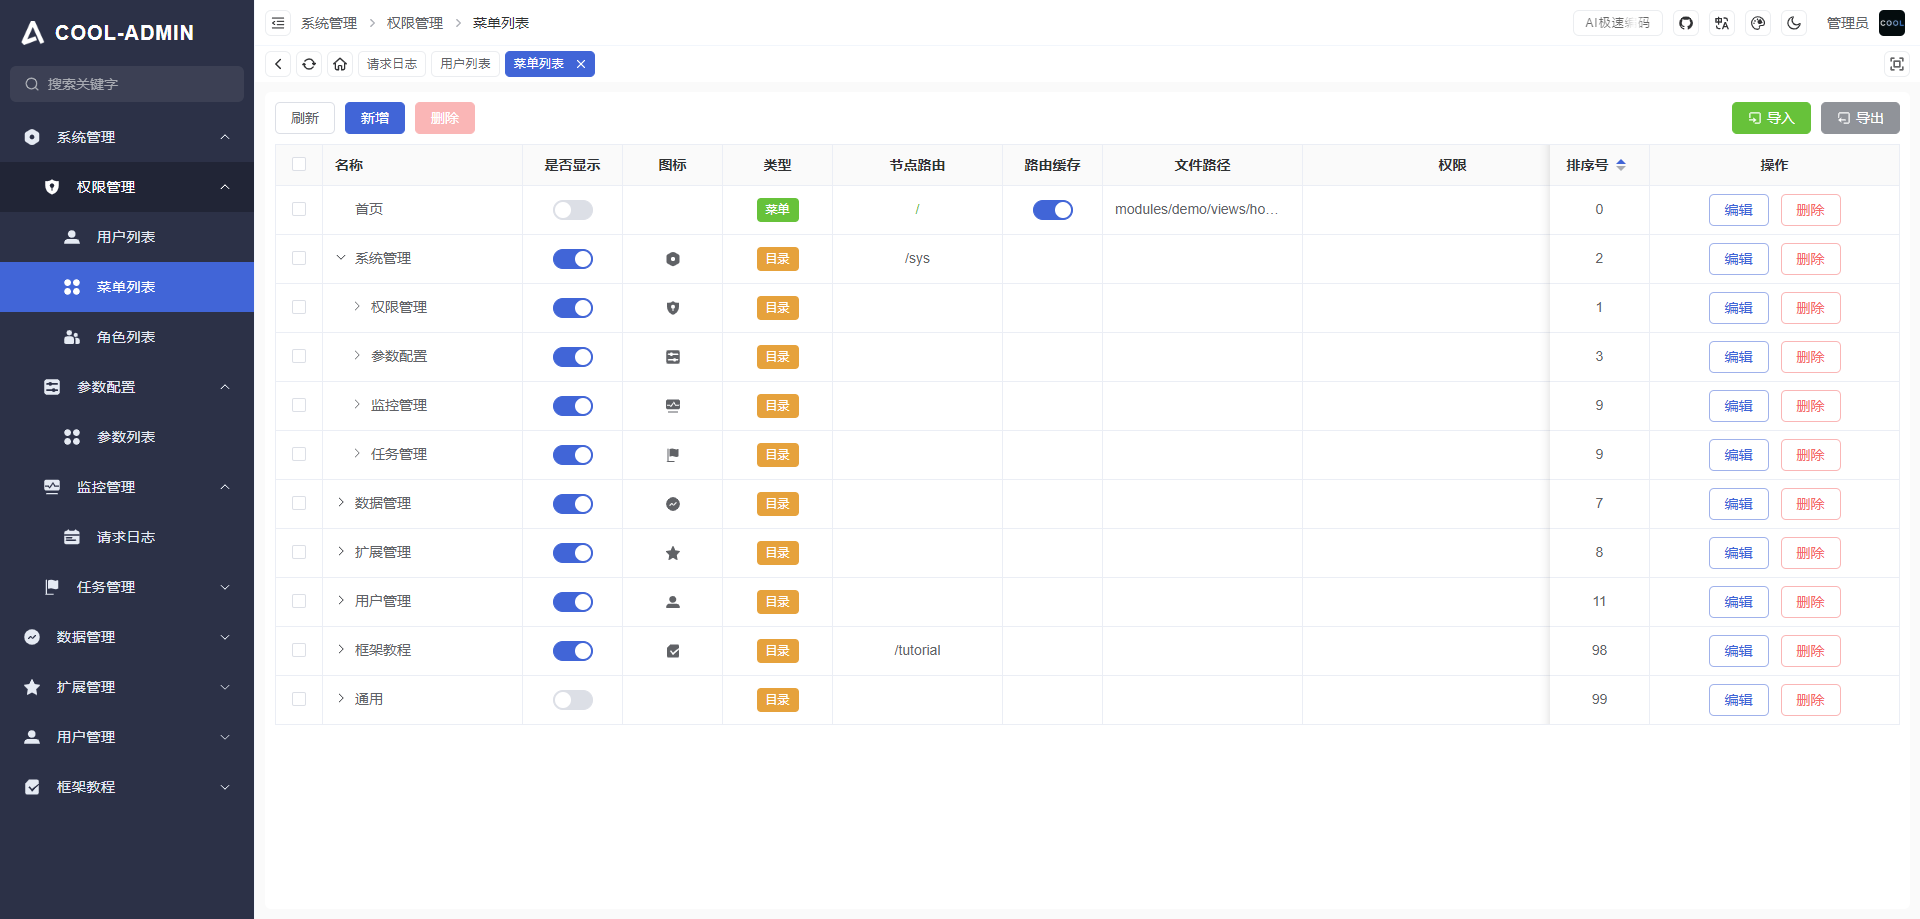 COOL-ADMIN
搜索关键字
系统管理
权限管理
用户列表
菜单列表
角色列表
参数配置
参数列表
监控管理
请求日志
任务管理
数据管理
扩展管理
用户管理
框架教程
系统管理 权限管理 菜单列表
AI极速编码 管理员 COOL
请求日志 用户列表 菜单列表
刷新 新增 删除 导入 导出
名称 是否显示 图标 类型 节点路由 路由缓存 文件路径 权限 排序号 操作
首页 菜单 / modules/demo/views/ho... 0 编辑 删除
系统管理 目录 /sys 2 编辑 删除
权限管理 目录 1 编辑 删除
参数配置 目录 3 编辑 删除
监控管理 目录 9 编辑 删除
任务管理 目录 9 编辑 删除
数据管理 目录 7 编辑 删除
扩展管理 目录 8 编辑 删除
用户管理 目录 11 编辑 删除
框架教程 目录 /tutorial 98 编辑 删除
通用 目录 99 编辑 删除